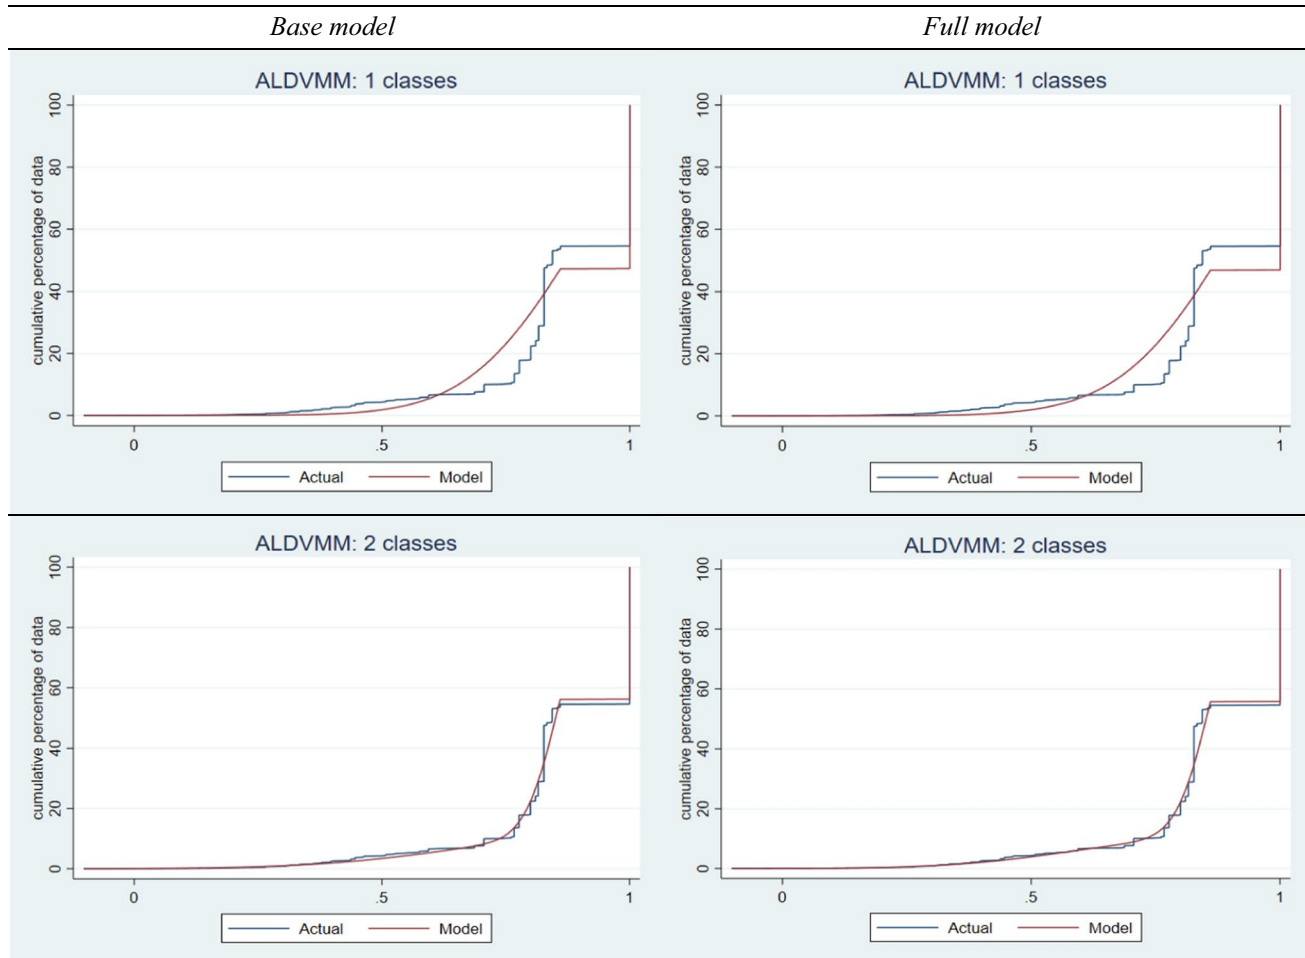 Base model
Full model
ALDVMM: 1 classes
cumulative percentage of data
100
80
60
40
20
0
0
.5
1
Actual
Model
ALDVMM: 1 classes
cumulative percentage of data
100
80
60
40
20
0
0
.5
1
Actual
Model
ALDVMM: 2 classes
cumulative percentage of data
100
80
60
40
20
0
0
.5
1
Actual
Model
ALDVMM: 2 classes
cumulative percentage of data
100
80
60
40
20
0
0
.5
1
Actual
Model